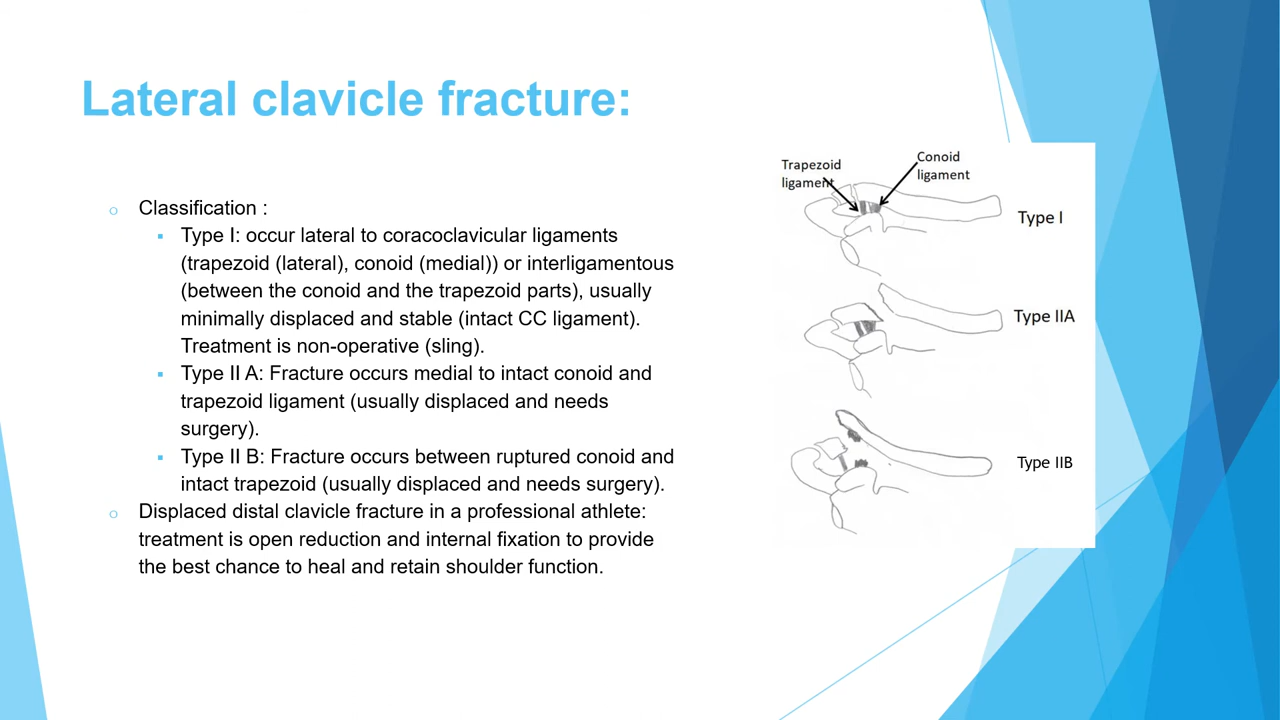 Lateral clavicle fracture:
Classification :
Type I: occur lateral to coracoclavicular ligaments
(trapezoid (lateral), conoid (medial)) or interligamentous
(between the conoid and the trapezoid parts), usually
minimally displaced and stable (intact CC ligament).
Treatment is non-operative (sling).
Type II A: Fracture occurs medial to intact conoid and
trapezoid ligament (usually displaced and needs
surgery).
Type II B: Fracture occurs between ruptured conoid and
intact trapezoid (usually displaced and needs surgery).
Displaced distal clavicle fracture in a professional athlete:
treatment is open reduction and internal fixation to provide
the best chance to heal and retain shoulder function.
Trapezoid
ligament
Conoid
ligament
Type I
Type IIA
Type IIB